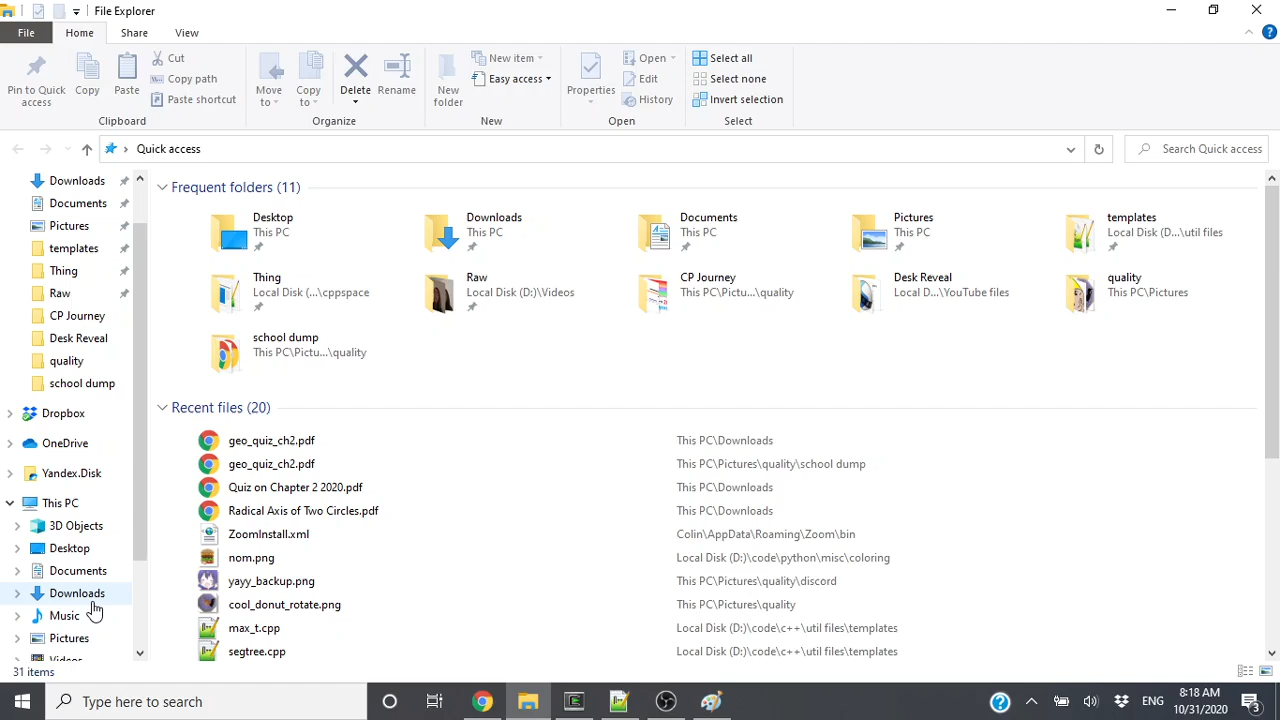 File Explorer
File Home Share View
Pin to Quick access
Copy
Paste
Cut
Copy path
Paste shortcut
Clipboard
Move to
Copy to
Delete
Rename
Organize
New folder
New item
Easy access
New
Properties
Open
Edit
History
Open
Select all
Select none
Invert selection
Select
Quick access
Search Quick access
Downloads
Documents
Pictures
templates
Thing
Raw
CP Journey
Desk Reveal
quality
school dump
Dropbox
OneDrive
Yandex.Disk
This PC
3D Objects
Desktop
Documents
Downloads
Music
Pictures
Videos
Frequent folders (11)
Desktop
This PC
Downloads
This PC
Documents
This PC
Pictures
This PC
templates
Local Disk (D...\util files
Thing
Local Disk (...\cppspace
Raw
Local Disk (D:)\Videos
CP Journey
This PC\Pictu...\quality
Desk Reveal
Local D...\YouTube files
quality
This PC\Pictures
school dump
This PC\Pictu...\quality
Recent files (20)
geo_quiz_ch2.pdf This PC\Downloads
geo_quiz_ch2.pdf This PC\Pictures\quality\school dump
Quiz on Chapter 2 2020.pdf This PC\Downloads
Radical Axis of Two Circles.pdf This PC\Downloads
ZoomInstall.xml Colin\AppData\Roaming\Zoom\bin
nom.png Local Disk (D:)\code\python\misc\coloring
yayy_backup.png This PC\Pictures\quality\discord
cool_donut_rotate.png This PC\Pictures\quality
max_t.cpp Local Disk (D:)\code\c++\util files\templates
segtree.cpp Local Disk (D:)\code\c++\util files\templates
31 items
Type here to search
ENG
8:18 AM
10/31/2020
3